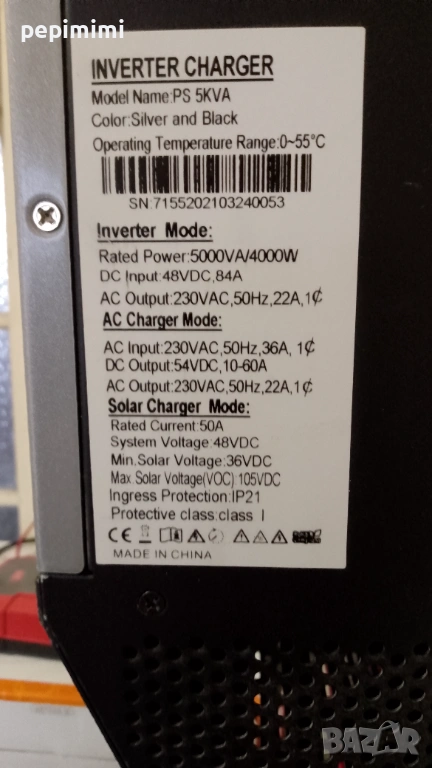 pepimimi
INVERTER CHARGER
Model Name:PS 5KVA
Color:Silver and Black
Operating Temperature Range:0~55°C
SN:7155202103240053
Inverter Mode:
Rated Power:5000VA/4000W
DC Input:48VDC,84A
AC Output:230VAC,50Hz,22A,1¢
AC Charger Mode:
AC Input:230VAC,50Hz,36A, 1¢
DC Output:54VDC,10-60A
AC Output:230VAC,50Hz,22A,1¢
Solar Charger Mode:
Rated Current:50A
System Voltage:48VDC
Min.Solar Voltage:36VDC
Max.Solar Voltage(VOC):105VDC
Ingress Protection:IP21
Protective class:class I
CE
MADE IN CHINA
BAZAR